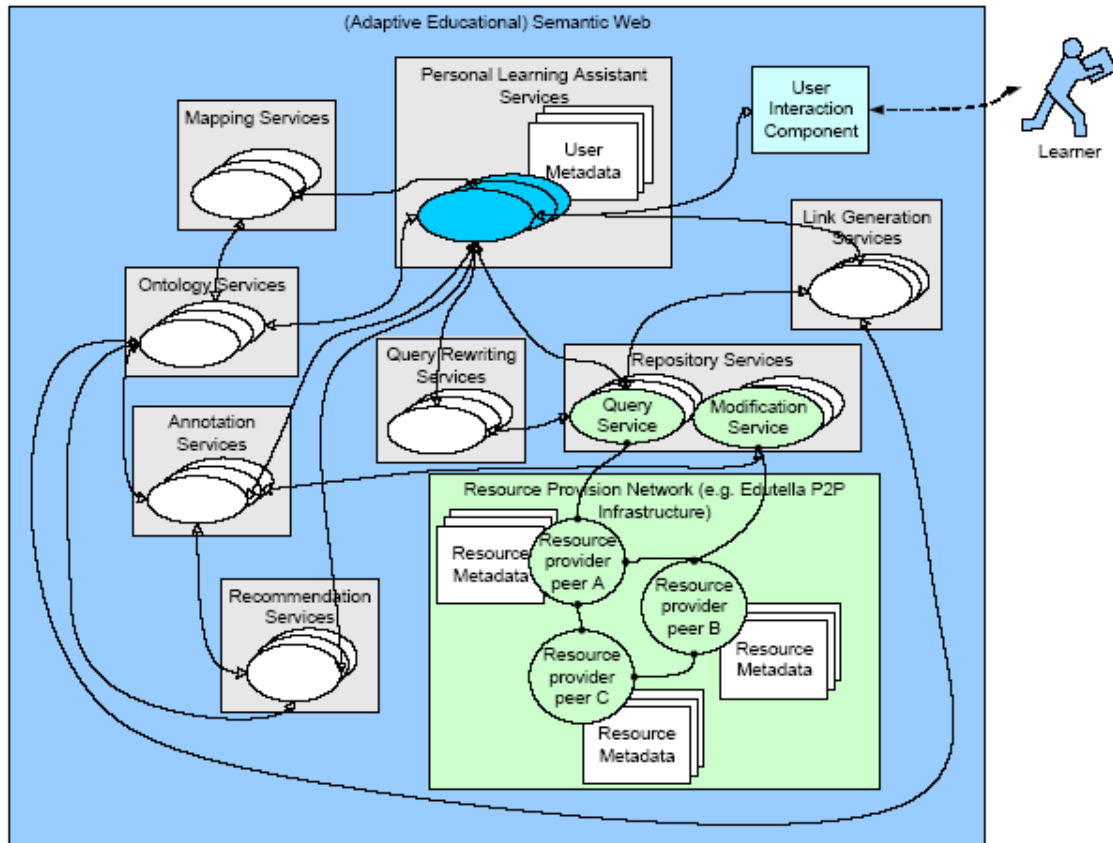 (Adaptive Educational) Semantic Web
Personal Learning Assistant
Services
User
Metadata
User
Interaction
Component
Learner
Mapping Services
Link Generation
Services
Ontology Services
Query Rewriting
Services
Repository Services
Query
Service
Modification
Service
Annotation
Services
Resource Provision Network (e.g. Edutella P2P
Infrastructure)
Resource
Metadata
Resource
provider
peer A
Resource
provider
peer B
Resource
Metadata
Resource
provider
peer C
Resource
Metadata
Recommendation
Services